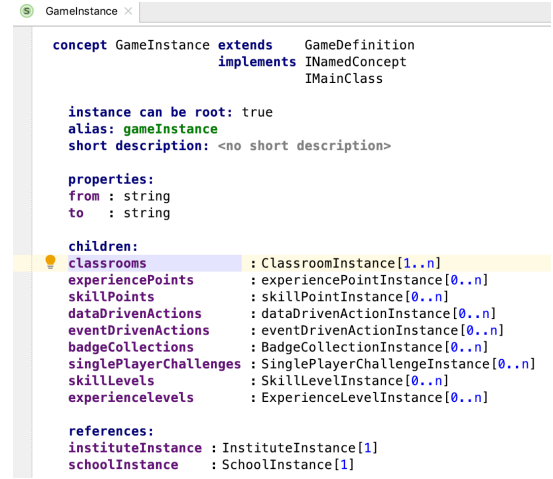 S GameInstance ×
concept GameInstance extends GameDefinition
implements INamedConcept
IMainClass
instance can be root: true
alias: gameInstance
short description: <no short description>
properties:
from : string
to : string
children:
classrooms : ClassroomInstance[1..n]
experiencePoints : experiencePointInstance[0..n]
skillPoints : skillPointInstance[0..n]
dataDrivenActions : dataDrivenActionInstance[0..n]
eventDrivenActions : eventDrivenActionInstance[0..n]
badgeCollections : BadgeCollectionInstance[0..n]
singlePlayerChallenges : SinglePlayerChallengeInstance[0..n]
skillLevels : SkillLevelInstance[0..n]
experiencelevels : ExperienceLevelInstance[0..n]
references:
instituteInstance : InstituteInstance[1]
schoolInstance : SchoolInstance[1]